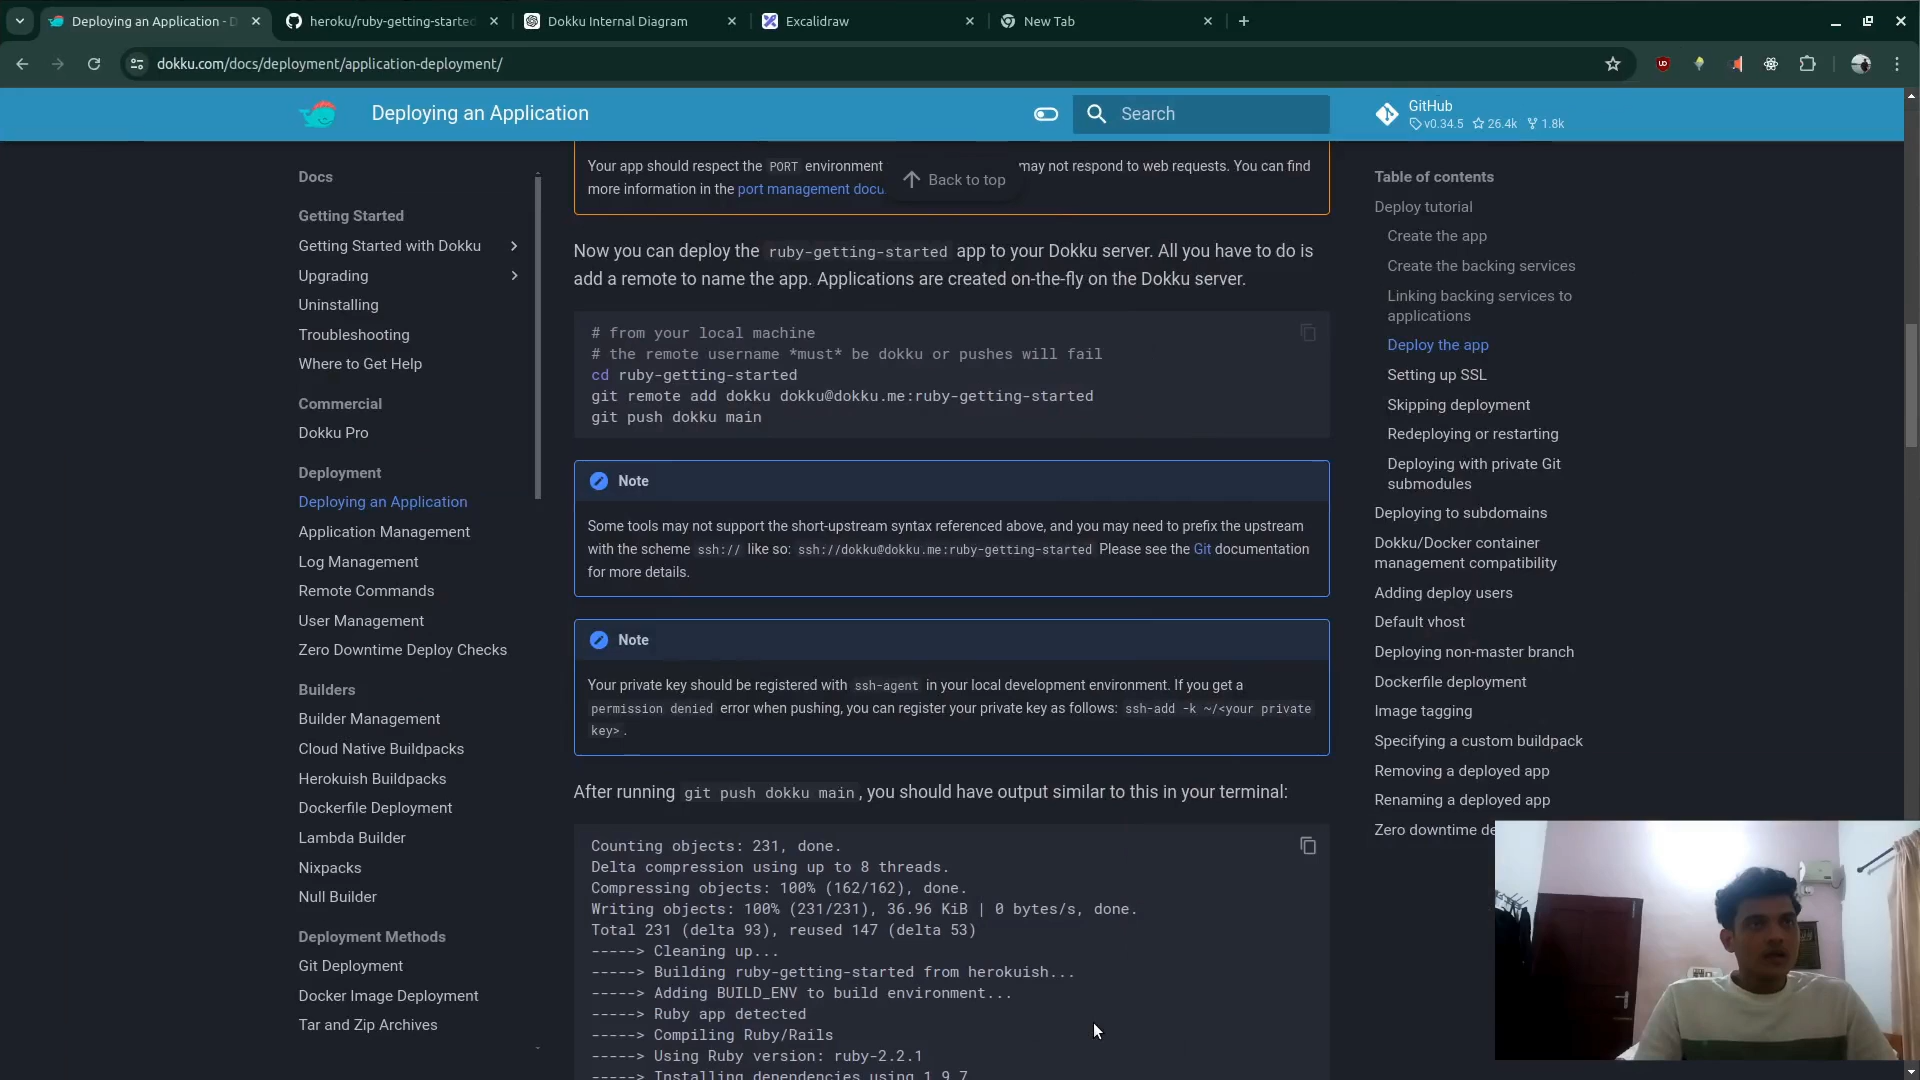 Deploying an Application - D
heroku/ruby-getting-started
Dokku Internal Diagram
Excalidraw
New Tab
dokku.com/docs/deployment/application-deployment/
Deploying an Application
Search
GitHub
v0.34.5 26.4k 1.8k
Docs
Getting Started
Getting Started with Dokku
Upgrading
Uninstalling
Troubleshooting
Where to Get Help
Commercial
Dokku Pro
Deployment
Deploying an Application
Application Management
Log Management
Remote Commands
User Management
Zero Downtime Deploy Checks
Builders
Builder Management
Cloud Native Buildpacks
Herokuish Buildpacks
Dockerfile Deployment
Lambda Builder
Nixpacks
Null Builder
Deployment Methods
Git Deployment
Docker Image Deployment
Tar and Zip Archives
Your app should respect the PORT environment may not respond to web requests. You can find
more information in the port management docu
Back to top
Now you can deploy the ruby-getting-started app to your Dokku server. All you have to do is
add a remote to name the app. Applications are created on-the-fly on the Dokku server.
# from your local machine
# the remote username *must* be dokku or pushes will fail
cd ruby-getting-started
git remote add dokku dokku@dokku.me:ruby-getting-started
git push dokku main
Note
Some tools may not support the short-upstream syntax referenced above, and you may need to prefix the upstream
with the scheme ssh:// like so: ssh://dokku@dokku.me:ruby-getting-started Please see the Git documentation
for more details.
Note
Your private key should be registered with ssh-agent in your local development environment. If you get a
permission denied error when pushing, you can register your private key as follows: ssh-add -k ~/<your private
key>.
After running git push dokku main, you should have output similar to this in your terminal:
Counting objects: 231, done.
Delta compression using up to 8 threads.
Compressing objects: 100% (162/162), done.
Writing objects: 100% (231/231), 36.96 KiB | 0 bytes/s, done.
Total 231 (delta 93), reused 147 (delta 53)
-----> Cleaning up...
-----> Building ruby-getting-started from herokuish...
-----> Adding BUILD_ENV to build environment...
-----> Ruby app detected
-----> Compiling Ruby/Rails
-----> Using Ruby version: ruby-2.2.1
-----> Installing dependencies using 1.9.7
Table of contents
Deploy tutorial
Create the app
Create the backing services
Linking backing services to
applications
Deploy the app
Setting up SSL
Skipping deployment
Redeploying or restarting
Deploying with private Git
submodules
Deploying to subdomains
Dokku/Docker container
management compatibility
Adding deploy users
Default vhost
Deploying non-master branch
Dockerfile deployment
Image tagging
Specifying a custom buildpack
Removing a deployed app
Renaming a deployed app
Zero downtime de